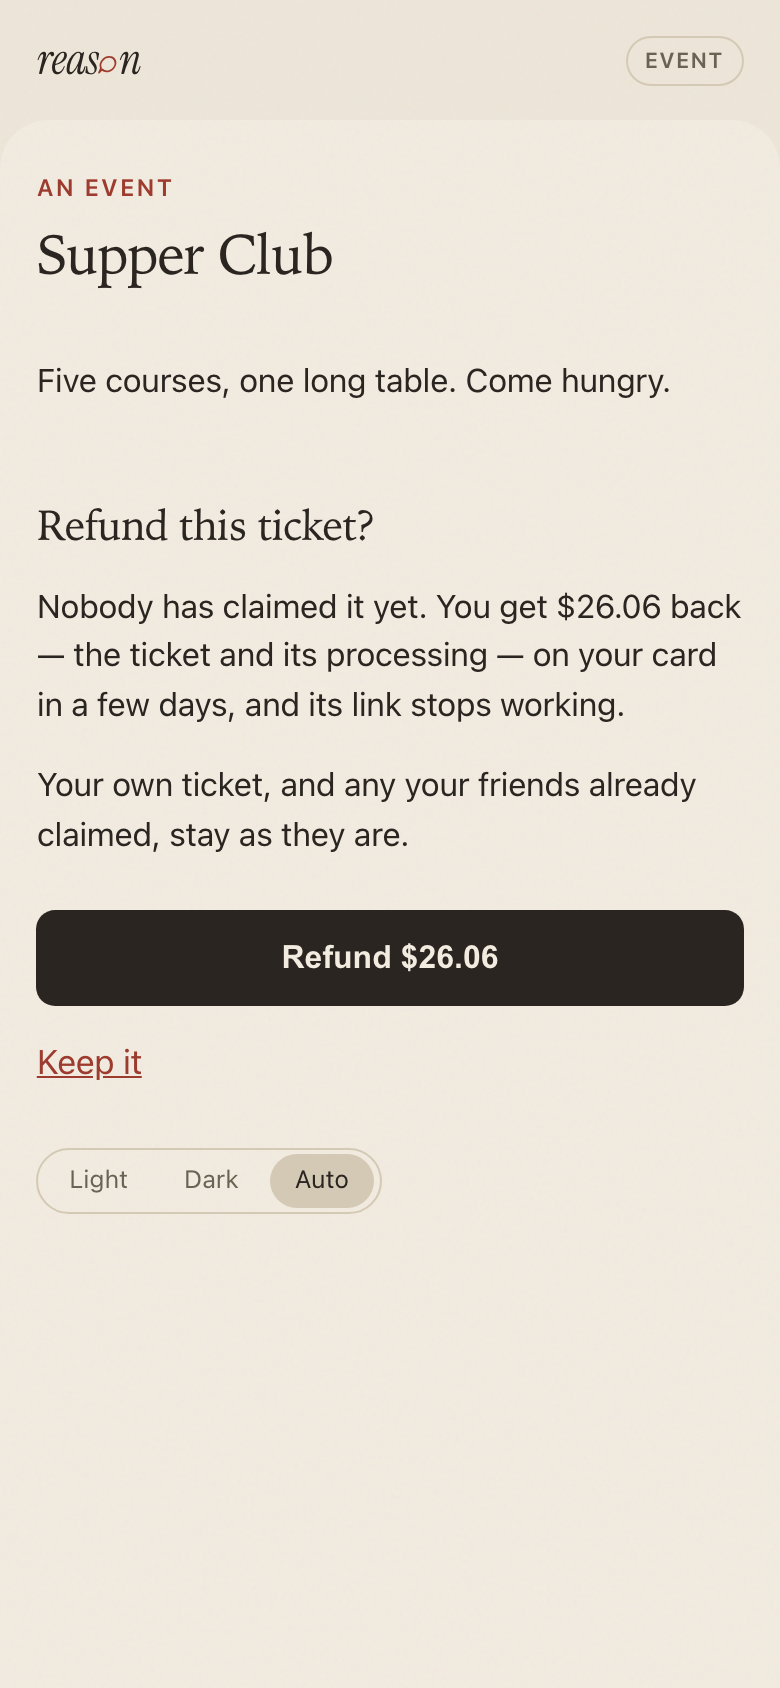 reason
EVENT
AN EVENT
Supper Club
Five courses, one long table. Come hungry.
Refund this ticket?
Nobody has claimed it yet. You get $26.06 back
— the ticket and its processing — on your card
in a few days, and its link stops working.
Your own ticket, and any your friends already
claimed, stay as they are.
Refund $26.06
Keep it
Light Dark Auto